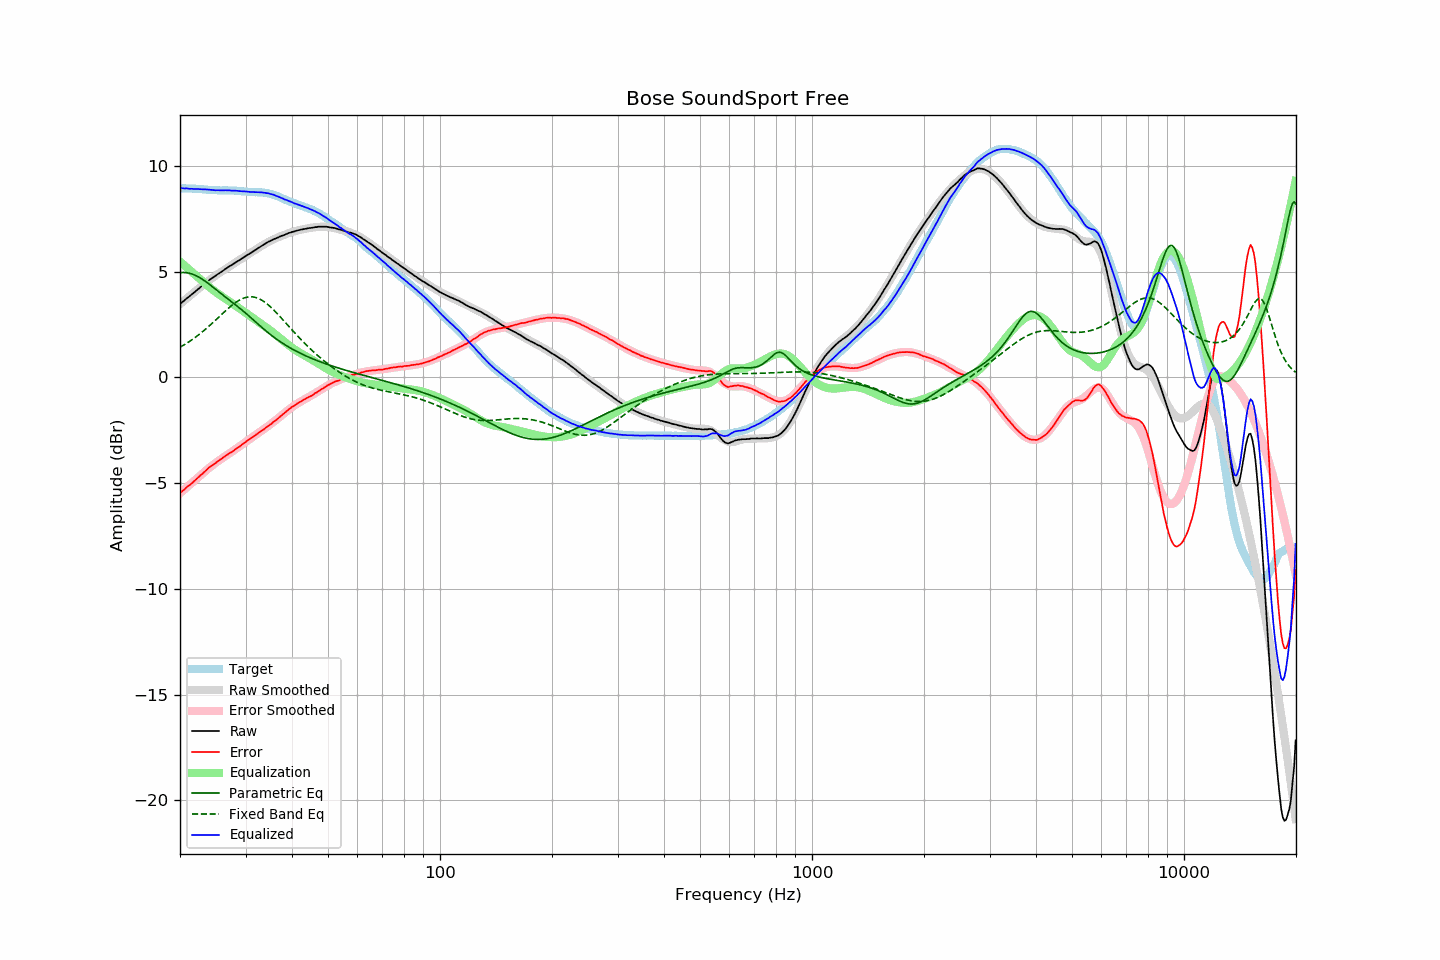 Bose SoundSport Free
10
5
0
−5
−10
−15
−20
Amplitude (dBr)
Target
Raw Smoothed
Error Smoothed
Raw
Error
Equalization
Parametric Eq
Fixed Band Eq
Equalized
100
1000
10000
Frequency (Hz)